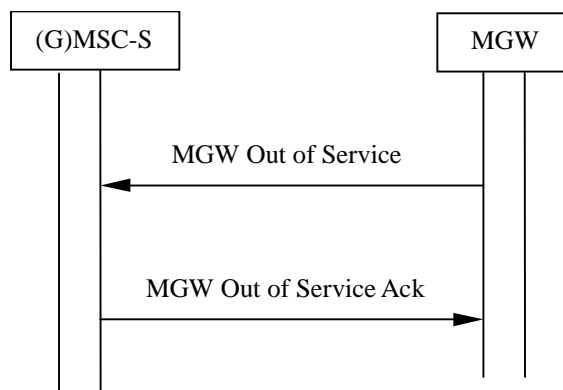 (G)MSC-S
MGW
MGW Out of Service
MGW Out of Service Ack